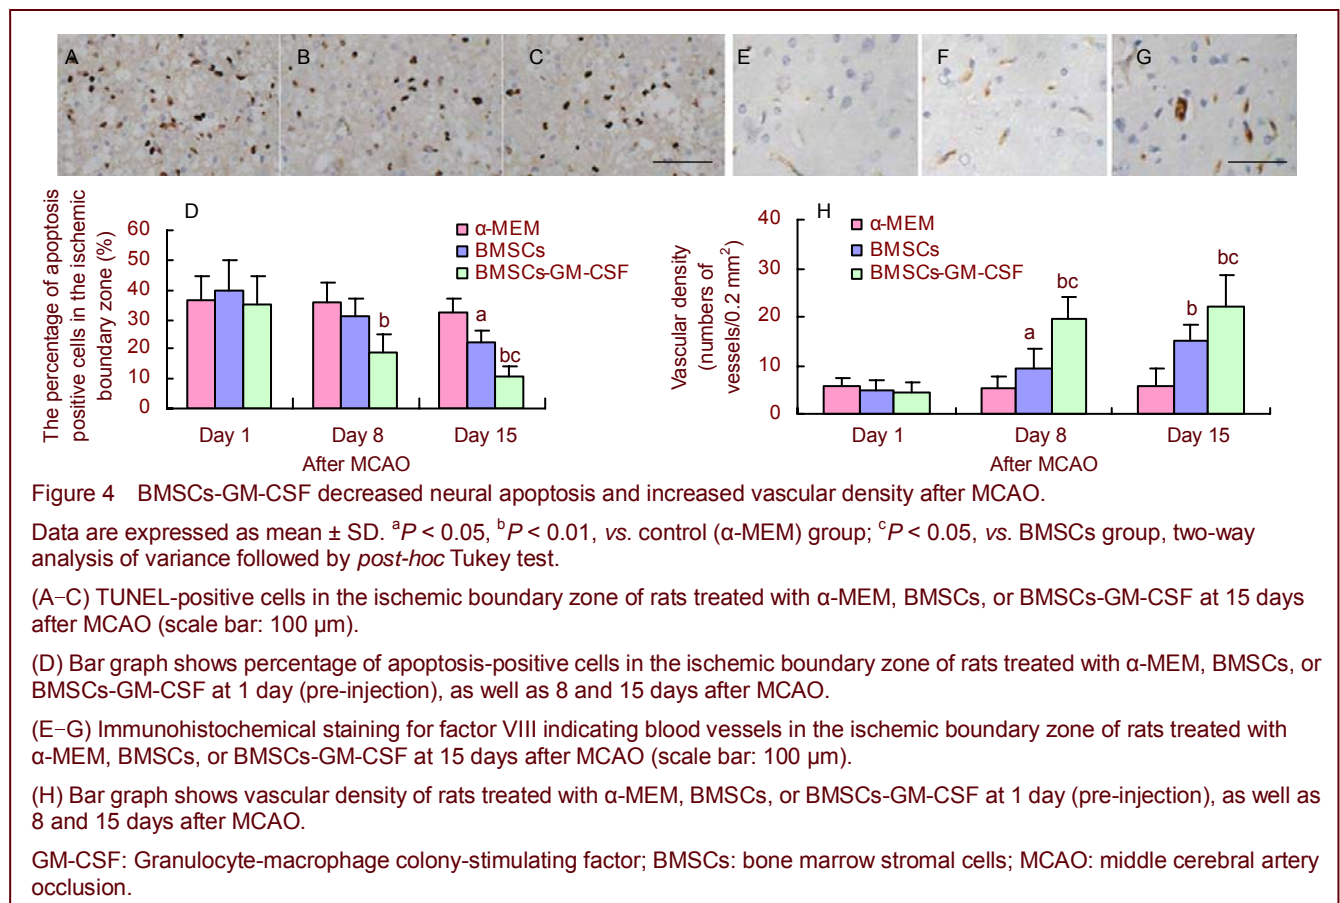 A B C E F G
The percentage of apoptosis
positive cells in the ischemic
boundary zone (%)
D
60
50
40
30
20
10
0
α-MEM
BMSCs
BMSCs-GM-CSF
b
a
bc
Day 1 Day 8 Day 15
After MCAO
Vascular density
(numbers of
vessels/0.2 mm²)
H
40
30
20
10
0
α-MEM
BMSCs
BMSCs-GM-CSF
a
bc
b
bc
Day 1 Day 8 Day 15
After MCAO
Figure 4 BMSCs-GM-CSF decreased neural apoptosis and increased vascular density after MCAO.
Data are expressed as mean ± SD. ᵃP < 0.05, ᵇP < 0.01, vs. control (α-MEM) group; ᶜP < 0.05, vs. BMSCs group, two-way
analysis of variance followed by post-hoc Tukey test.
(A–C) TUNEL-positive cells in the ischemic boundary zone of rats treated with α-MEM, BMSCs, or BMSCs-GM-CSF at 15 days
after MCAO (scale bar: 100 µm).
(D) Bar graph shows percentage of apoptosis-positive cells in the ischemic boundary zone of rats treated with α-MEM, BMSCs, or
BMSCs-GM-CSF at 1 day (pre-injection), as well as 8 and 15 days after MCAO.
(E–G) Immunohistochemical staining for factor VIII indicating blood vessels in the ischemic boundary zone of rats treated with
α-MEM, BMSCs, or BMSCs-GM-CSF at 15 days after MCAO (scale bar: 100 µm).
(H) Bar graph shows vascular density of rats treated with α-MEM, BMSCs, or BMSCs-GM-CSF at 1 day (pre-injection), as well as
8 and 15 days after MCAO.
GM-CSF: Granulocyte-macrophage colony-stimulating factor; BMSCs: bone marrow stromal cells; MCAO: middle cerebral artery
occlusion.